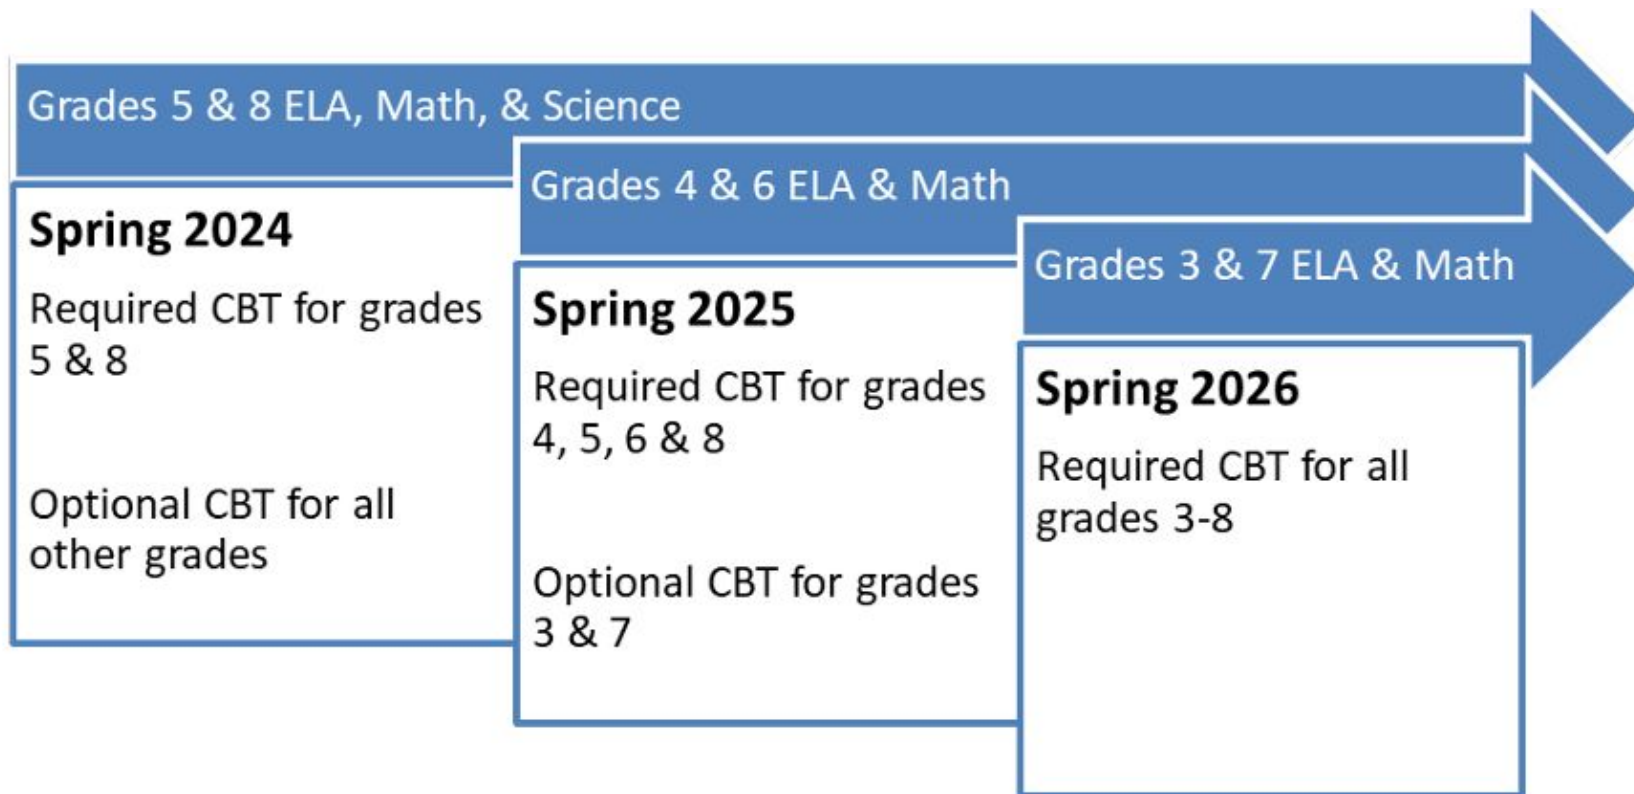 Grades 5 & 8 ELA, Math, & Science
Spring 2024
Required CBT for grades
5 & 8
Optional CBT for all
other grades
Grades 4 & 6 ELA & Math
Spring 2025
Required CBT for grades
4, 5, 6 & 8
Optional CBT for grades
3 & 7
Grades 3 & 7 ELA & Math
Spring 2026
Required CBT for all
grades 3-8